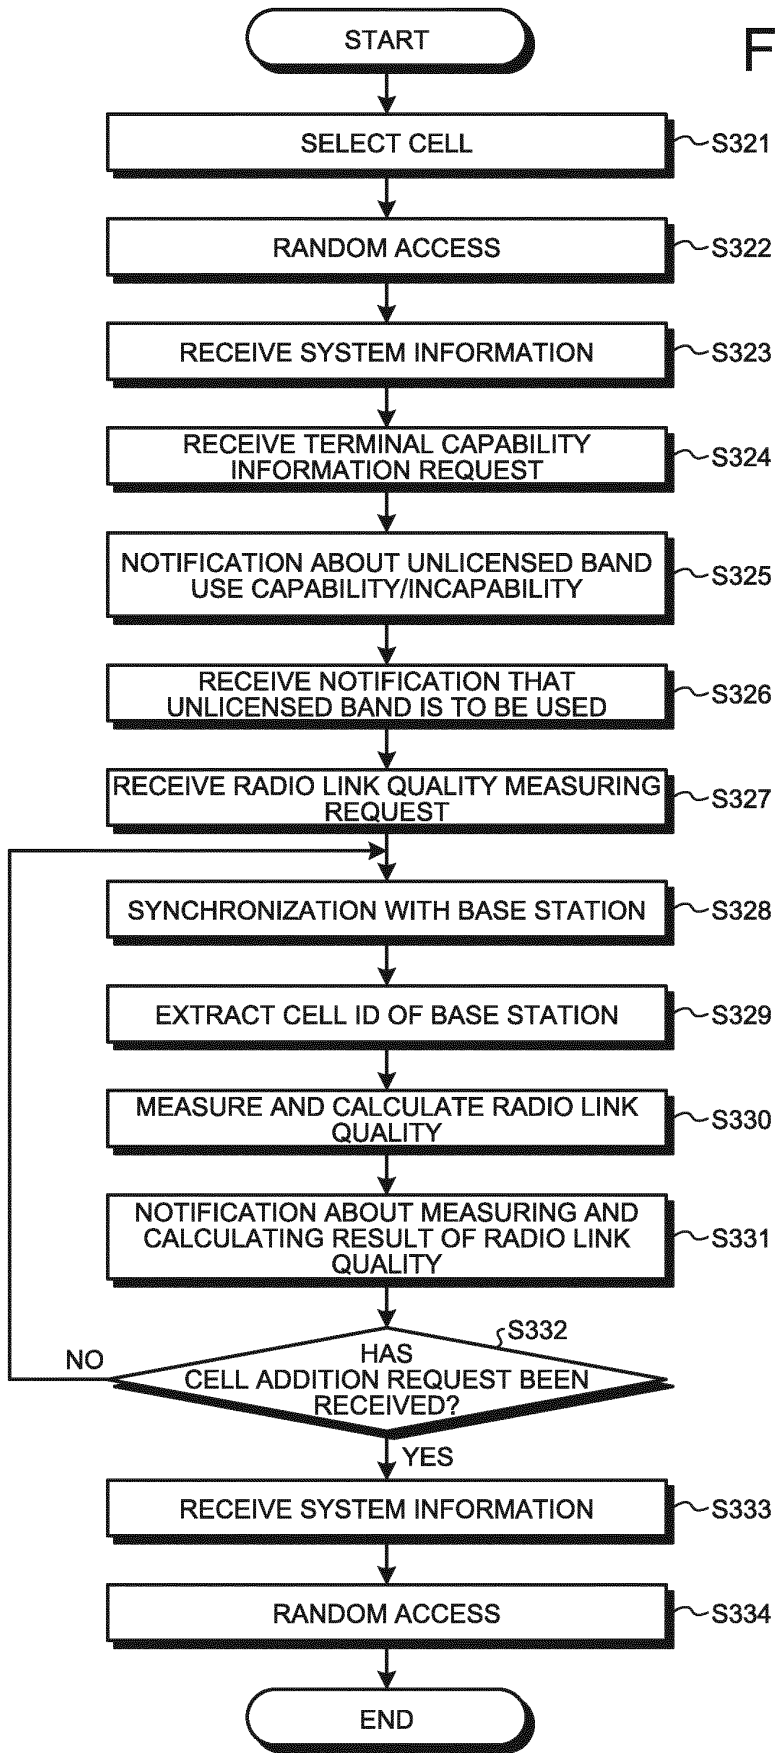 START
F
SELECT CELL
S321
RANDOM ACCESS
S322
RECEIVE SYSTEM INFORMATION
S323
RECEIVE TERMINAL CAPABILITY
INFORMATION REQUEST
S324
NOTIFICATION ABOUT UNLICENSED BAND
USE CAPABILITY/INCAPABILITY
S325
RECEIVE NOTIFICATION THAT
UNLICENSED BAND IS TO BE USED
S326
RECEIVE RADIO LINK QUALITY MEASURING
REQUEST
S327
SYNCHRONIZATION WITH BASE STATION
S328
EXTRACT CELL ID OF BASE STATION
S329
MEASURE AND CALCULATE RADIO LINK
QUALITY
S330
NOTIFICATION ABOUT MEASURING AND
CALCULATING RESULT OF RADIO LINK
QUALITY
S331
S332
NO
HAS
CELL ADDITION REQUEST BEEN
RECEIVED?
YES
RECEIVE SYSTEM INFORMATION
S333
RANDOM ACCESS
S334
END